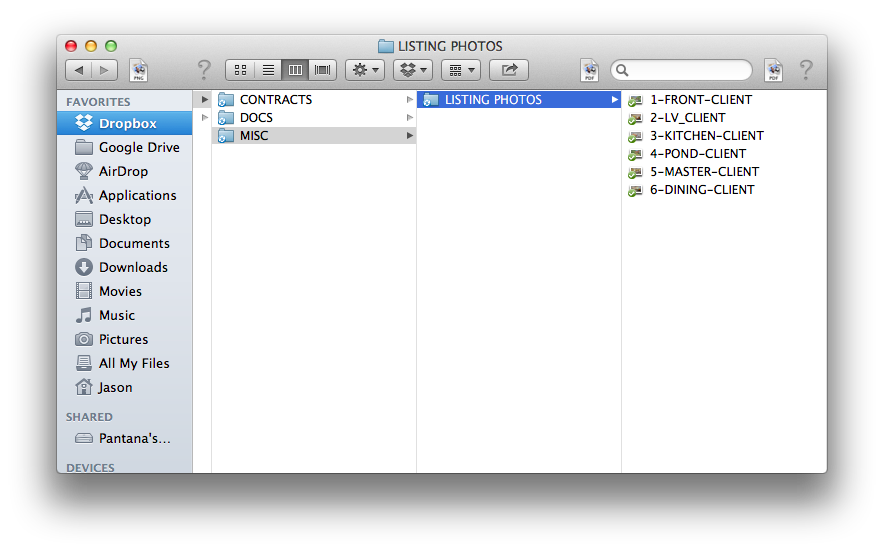 LISTING PHOTOS
PNG
?
PDF
PDF
?
FAVORITES
Dropbox
Google Drive
AirDrop
Applications
Desktop
Documents
Downloads
Movies
Music
Pictures
All My Files
Jason
SHARED
Pantana's...
DEVICES
CONTRACTS
DOCS
MISC
LISTING PHOTOS
1-FRONT-CLIENT
2-LV_CLIENT
3-KITCHEN-CLIENT
4-POND-CLIENT
5-MASTER-CLIENT
6-DINING-CLIENT